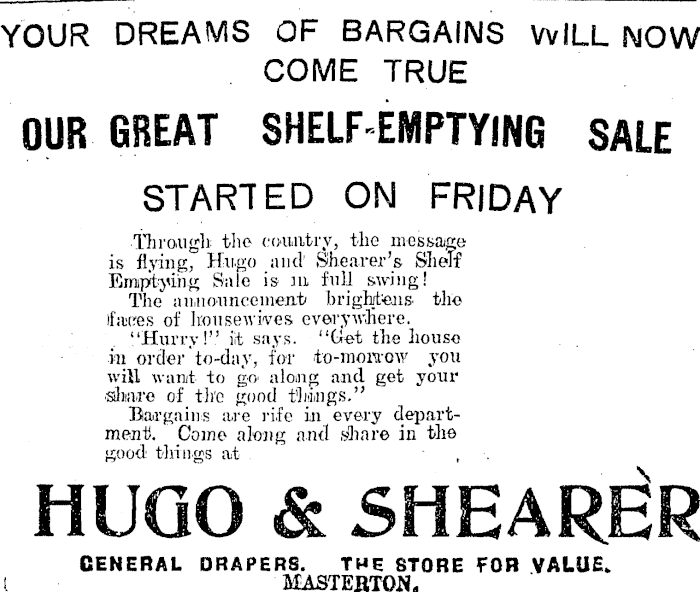 YOUR DREAMS OF BARGAINS WILL NOW
COME TRUE
OUR GREAT SHELF-EMPTYING SALE
STARTED ON FRIDAY
Through the country, the message
is flying, Hugo and Shearer's Shelf
Emptying Sale is in full swing!
The announcement brightens the
faces of housewives everywhere.
"Hurry!" it says. "Get the house
in order to-day, for to-morrow you
will want to go along and get your
share of the good things."
Bargains are rife in every depart-
ment. Come along and share in the
good things at
HUGO & SHEARER
GENERAL DRAPERS. THE STORE FOR VALUE.
MASTERTON.